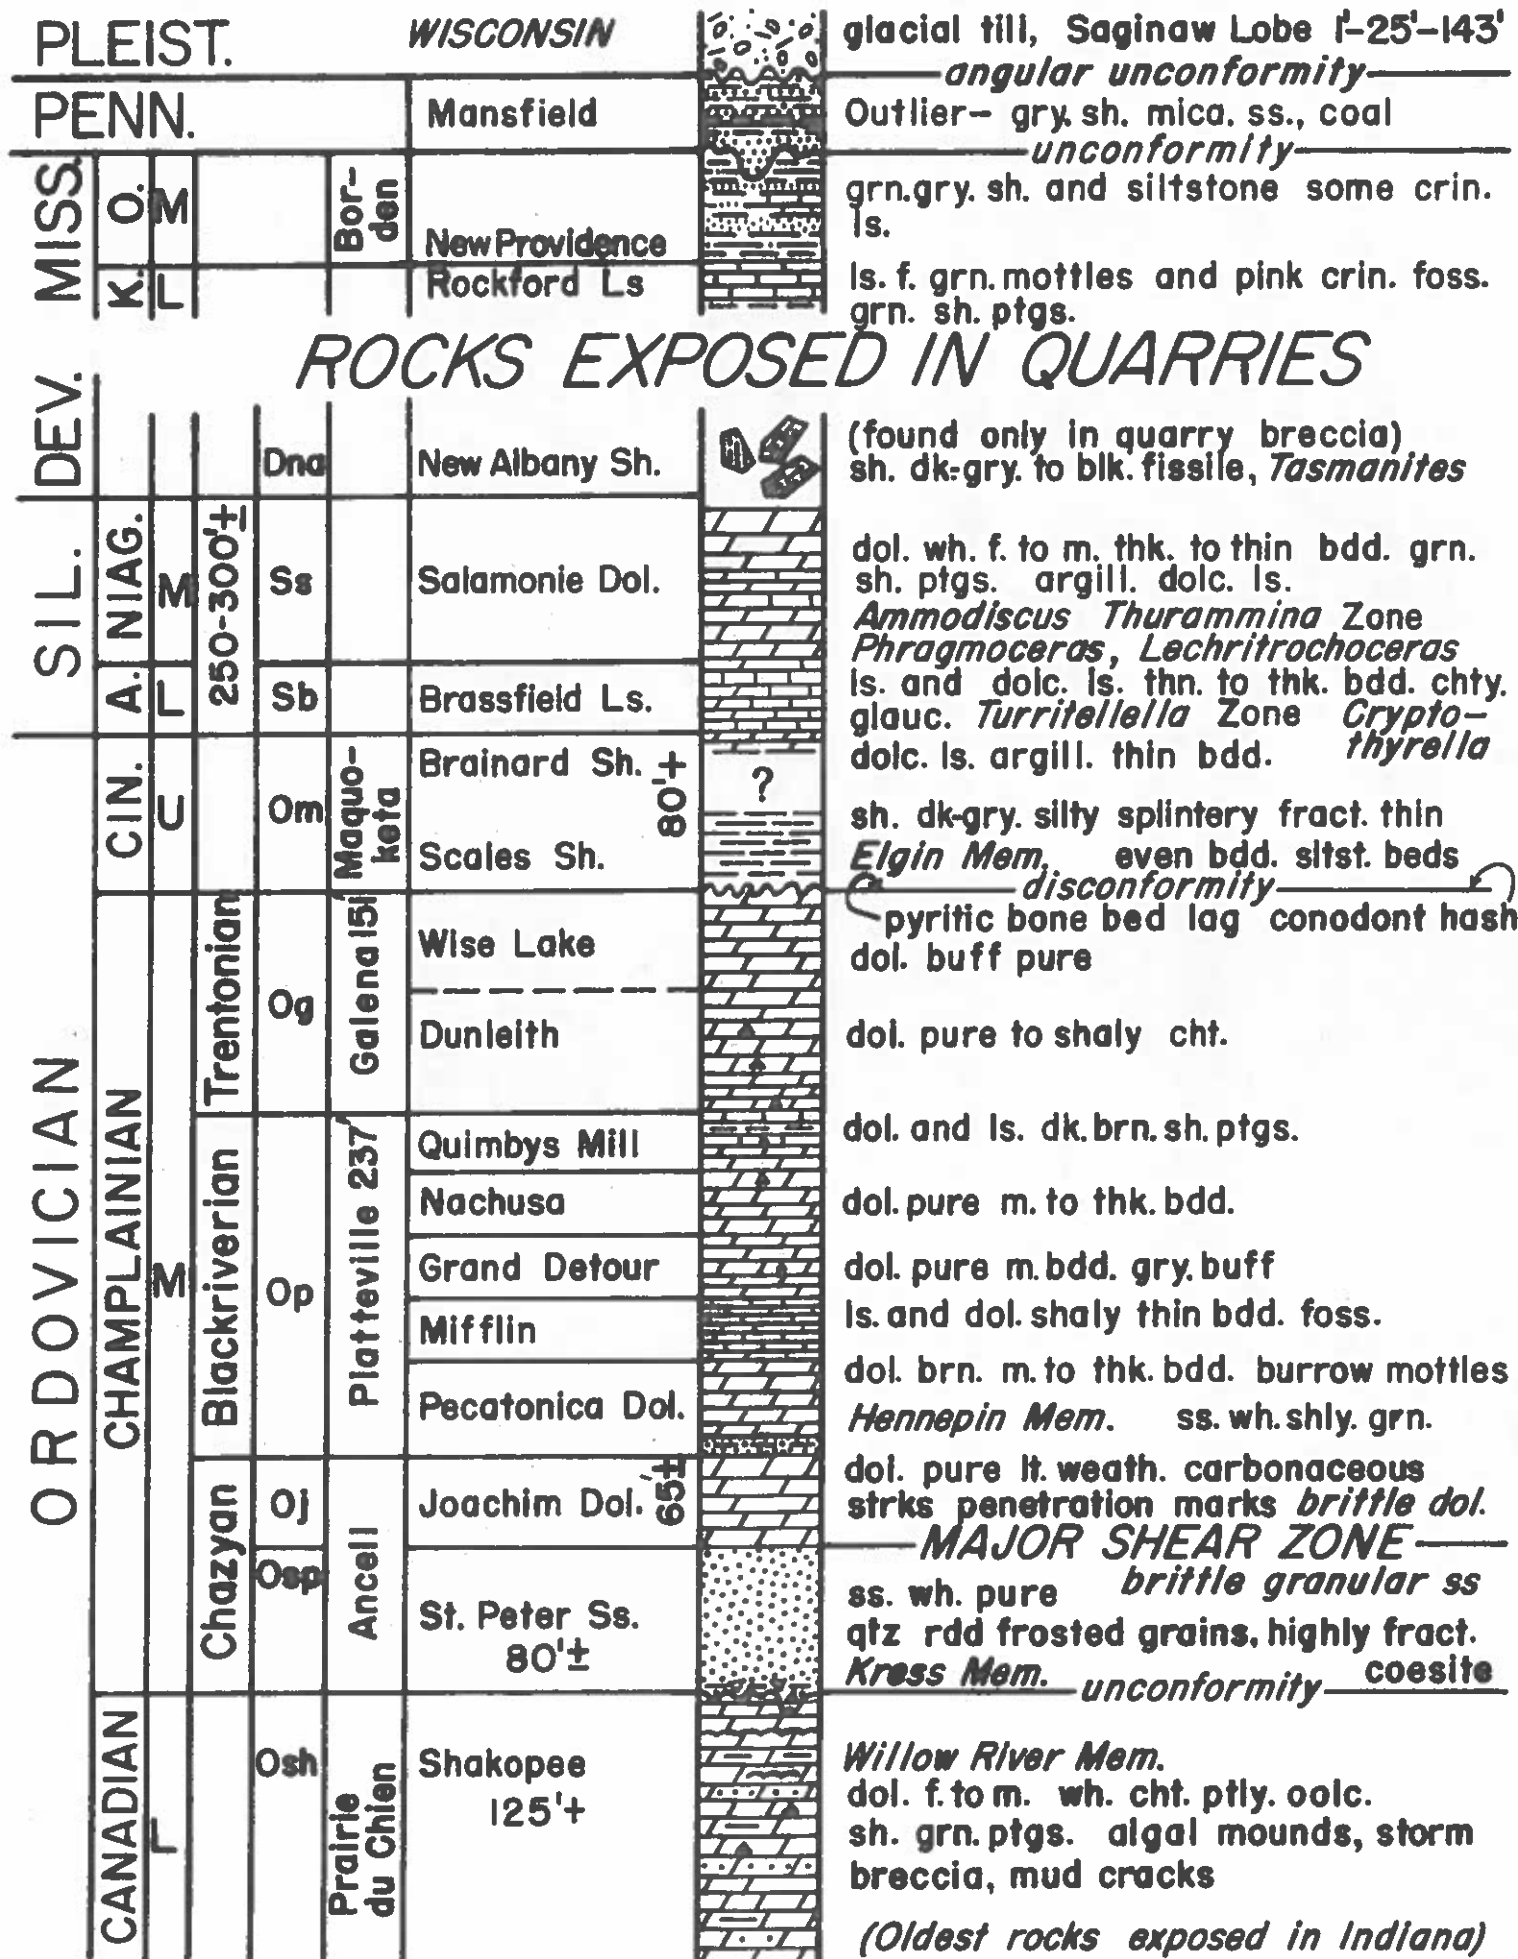 PLEIST. WISCONSIN glacial till, Saginaw Lobe 1'-25'-143'
angular unconformity
PENN. Mansfield Outlier- gry. sh. mica. ss., coal
unconformity
MISS. K. O. M L Bor-den
New Providence grn. gry. sh. and siltstone some crin.
ls.
Rockford Ls ls. f. grn. mottles and pink crin. foss.
grn. sh. ptgs.
ROCKS EXPOSED IN QUARRIES
DEV. Dna New Albany Sh. (found only in quarry breccia)
sh. dk-gry. to blk. fissile, Tasmanites
SIL. NIAG. M 250-300'± Ss Salamonie Dol. dol. wh. f. to m. thk. to thin bdd. grn.
sh. ptgs. argill. dolc. ls.
Ammodiscus Thurammina Zone
Phragmoceras, Lechritrochoceras
A. L Sb Brassfield Ls. ls. and dolc. ls. thn. to thk. bdd. chty.
glauc. Turritellella Zone Crypto-
thyrella
ORDOVICIAN
CIN. U Om Maquo-
keta
Brainard Sh. 80'+ dolc. ls. argill. thin bdd.
?
Scales Sh. sh. dk-gry. silty splintery fract. thin
Elgin Mem. even bdd. sltst. beds
disconformity
pyritic bone bed lag conodont hash
CHAMPLAINIAN M
Trentonian Og Galena 151'
Wise Lake dol. buff pure
Dunleith dol. pure to shaly cht.
Blackriverian Op Platteville 237'
Quimbys Mill dol. and ls. dk. brn. sh. ptgs.
Nachusa dol. pure m. to thk. bdd.
Grand Detour dol. pure m. bdd. gry. buff
Mifflin ls. and dol. shaly thin bdd. foss.
Pecatonica Dol. dol. brn. m. to thk. bdd. burrow mottles
Hennepin Mem. ss. wh. shly. grn.
Chazyan Ancell
Oj Joachim Dol. 65'± dol. pure lt. weath. carbonaceous
strks penetration marks brittle dol.
MAJOR SHEAR ZONE
Osp St. Peter Ss. ss. wh. pure brittle granular ss
80'± qtz rdd frosted grains, highly fract.
Kress Mem. coesite
unconformity
CANADIAN L Osh Prairie
du Chien
Shakopee Willow River Mem.
125'+ dol. f. to m. wh. cht. ptly. oolc.
sh. grn. ptgs. algal mounds, storm
breccia, mud cracks
(Oldest rocks exposed in Indiana)